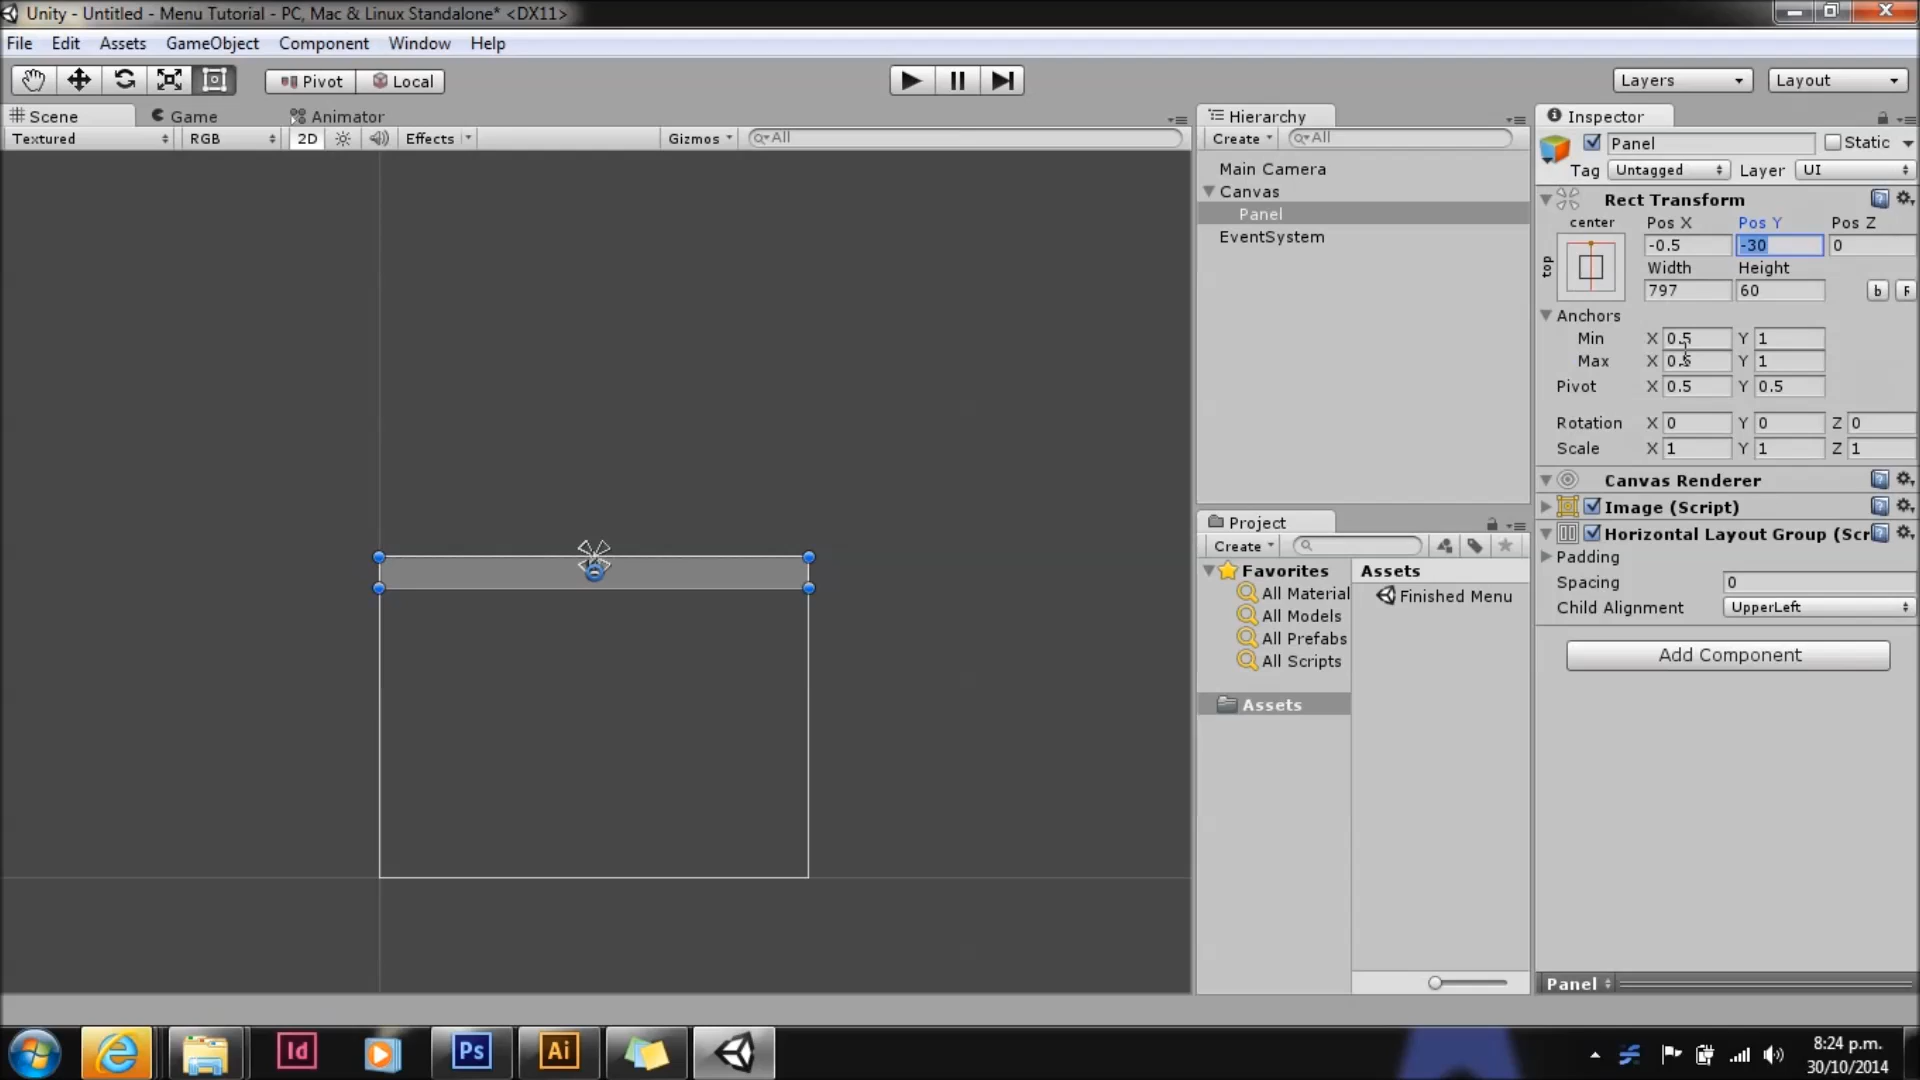 Unity - Untitled - Menu Tutorial - PC, Mac & Linux Standalone* <DX11>
File Edit Assets GameObject Component Window Help
Pivot Local Layers Layout
Scene Game Animator
Textured RGB 2D Effects Gizmos All
Hierarchy
Create All
Main Camera
Canvas
Panel
EventSystem
Project
Create
Favorites
All Material
All Models
All Prefabs
All Scripts
Assets
Assets
Finished Menu
Inspector
Panel Static
Tag Untagged Layer UI
Rect Transform
center Pos X Pos Y Pos Z
top -0.5 -30 0
Width Height
797 60 b F
Anchors
Min X 0.5 Y 1
Max X 0.5 Y 1
Pivot X 0.5 Y 0.5
Rotation X 0 Y 0 Z 0
Scale X 1 Y 1 Z 1
Canvas Renderer
Image (Script)
Horizontal Layout Group (Scr
Padding
Spacing 0
Child Alignment UpperLeft
Add Component
Panel
Id Ps Ai
8:24 p.m.
30/10/2014